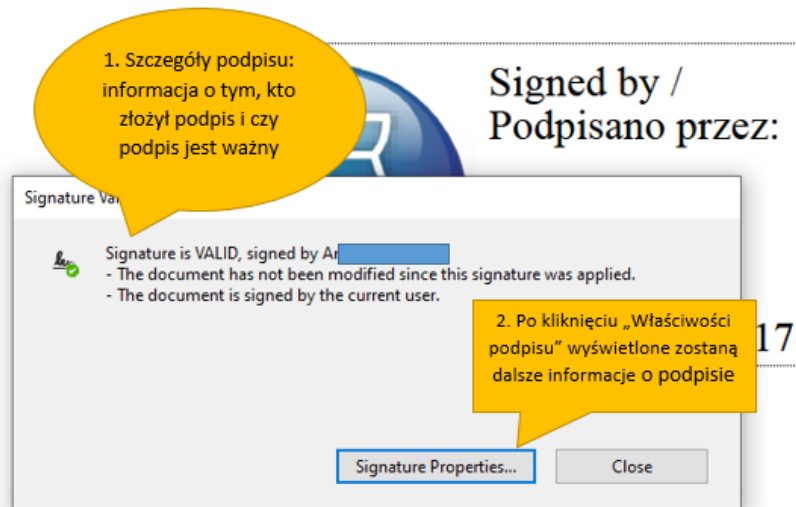 1. Szczegóły podpisu:
informacja o tym, kto
złożył podpis i czy
podpis jest ważny
Signed by /
Podpisano przez:
Signature Va
Signature is VALID, signed by Ar
- The document has not been modified since this signature was applied.
- The document is signed by the current user.
2. Po kliknięciu „Właściwości
podpisu” wyświetlone zostaną
dalsze informacje o podpisie
17
Signature Properties...
Close